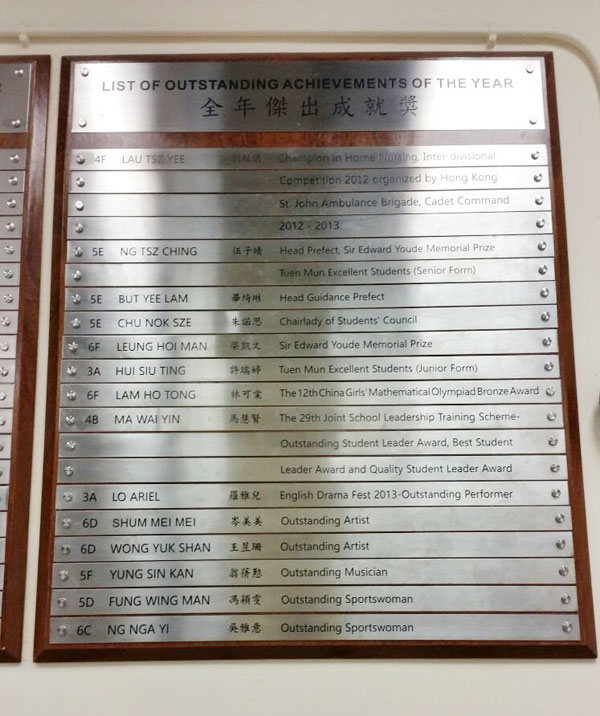 LIST OF OUTSTANDING ACHIEVEMENTS OF THE YEAR
全年傑出成就獎
4F LAU TSZ YEE Champion in Home Nursing, Inter-divisional
Competition 2012 organized by Hong Kong
St. John Ambulance Brigade, Cadet Command
2012 - 2013
5E NG TSZ CHING 伍子晴 Head Prefect, Sir Edward Youde Memorial Prize
Tuen Mun Excellent Students (Senior Form)
5E BUT YEE LAM 畢綺琳 Head Guidance Prefect
5E CHU NOK SZE 朱諾思 Chairlady of Students' Council
6F LEUNG HOI MAN 梁凱文 Sir Edward Youde Memorial Prize
3A HUI SIU TING 許瑞婷 Tuen Mun Excellent Students (Junior Form)
6F LAM HO TONG 林可棠 The 12th China Girls' Mathematical Olympiad Bronze Award
4B MA WAI YIN 馬慧賢 The 29th Joint School Leadership Training Scheme-
Outstanding Student Leader Award, Best Student
Leader Award and Quality Student Leader Award
3A LO ARIEL 羅雅兒 English Drama Fest 2013-Outstanding Performer
6D SHUM MEI MEI 岑美美 Outstanding Artist
6D WONG YUK SHAN 王昱珊 Outstanding Artist
5F YUNG SIN KAN Outstanding Musician
5D FUNG WING MAN 馮穎雯 Outstanding Sportswoman
6C NG NGA YI 吳雅意 Outstanding Sportswoman